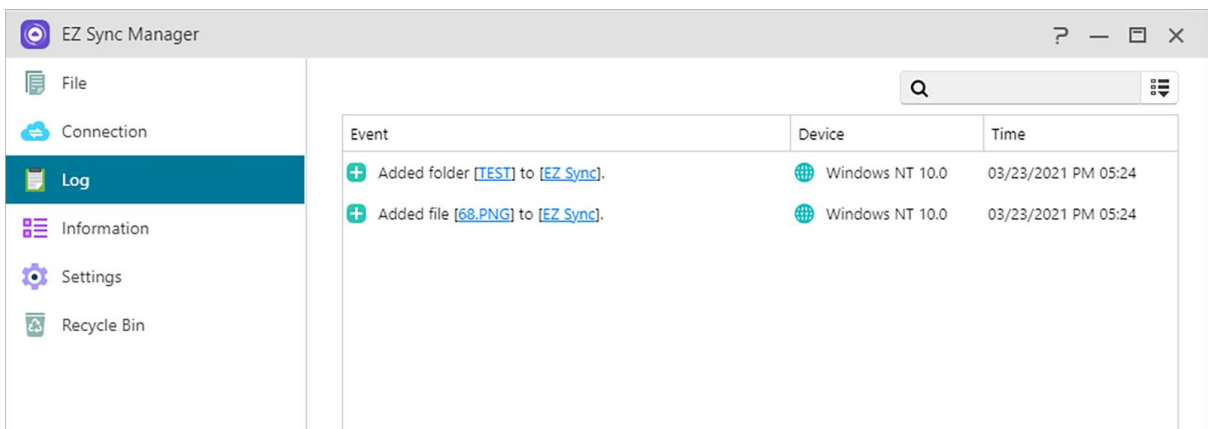 EZ Sync Manager
File
Connection
Log
Information
Settings
Recycle Bin
Event Device Time
Added folder [TEST] to [EZ Sync]. Windows NT 10.0 03/23/2021 PM 05:24
Added file [68.PNG] to [EZ Sync]. Windows NT 10.0 03/23/2021 PM 05:24